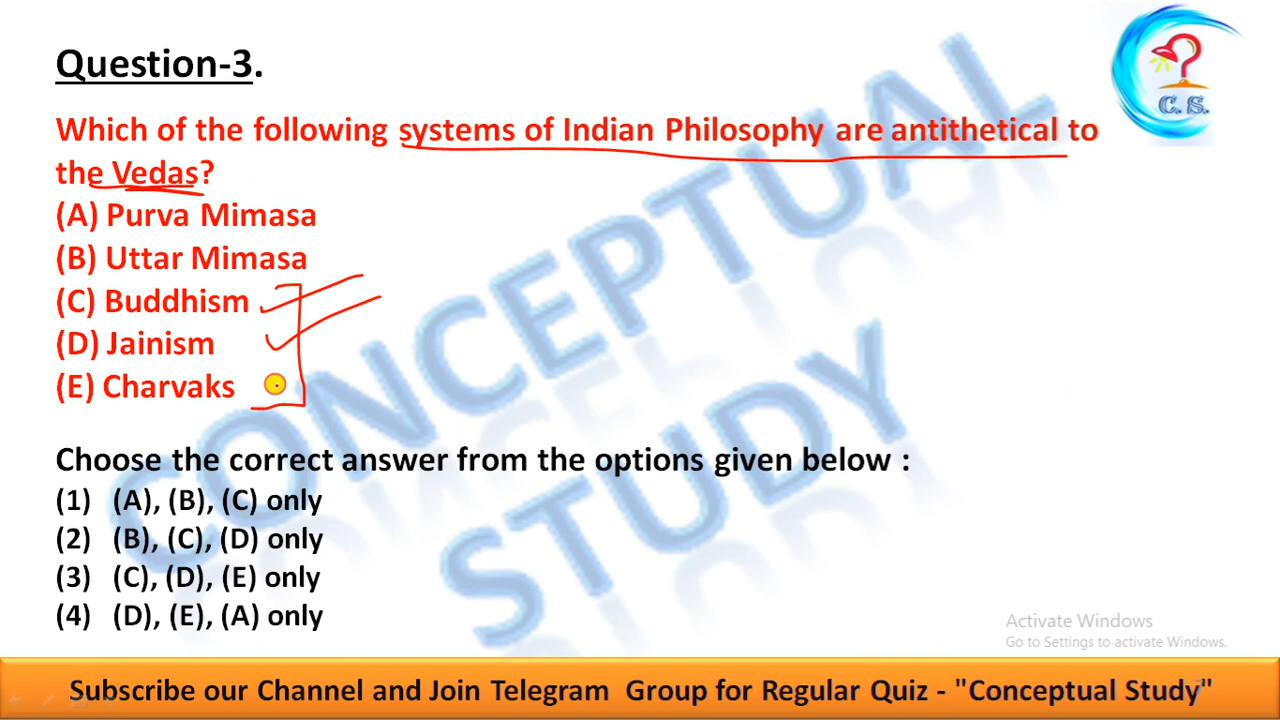 Question-3.
C. S.
Which of the following systems of Indian Philosophy are antithetical to
the Vedas?
(A) Purva Mimasa
(B) Uttar Mimasa
(C) Buddhism
(D) Jainism
(E) Charvaks
CONCEPTUAL
STUDY
Choose the correct answer from the options given below :
(1) (A), (B), (C) only
(2) (B), (C), (D) only
(3) (C), (D), (E) only
(4) (D), (E), (A) only
Activate Windows
Go to Settings to activate Windows.
Subscribe our Channel and Join Telegram Group for Regular Quiz - "Conceptual Study"